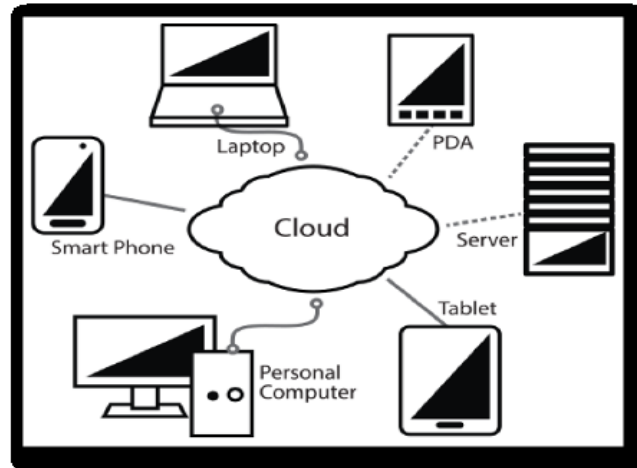 Laptop
PDA
Smart Phone
Cloud
Server
Tablet
Personal
Computer